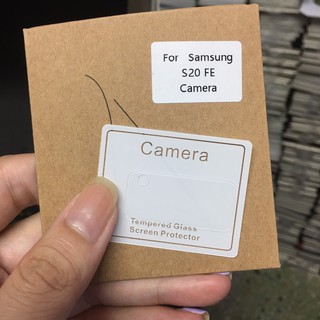 For Samsung
S20 FE
Camera
Camera
Tempered Glass
Screen Protector